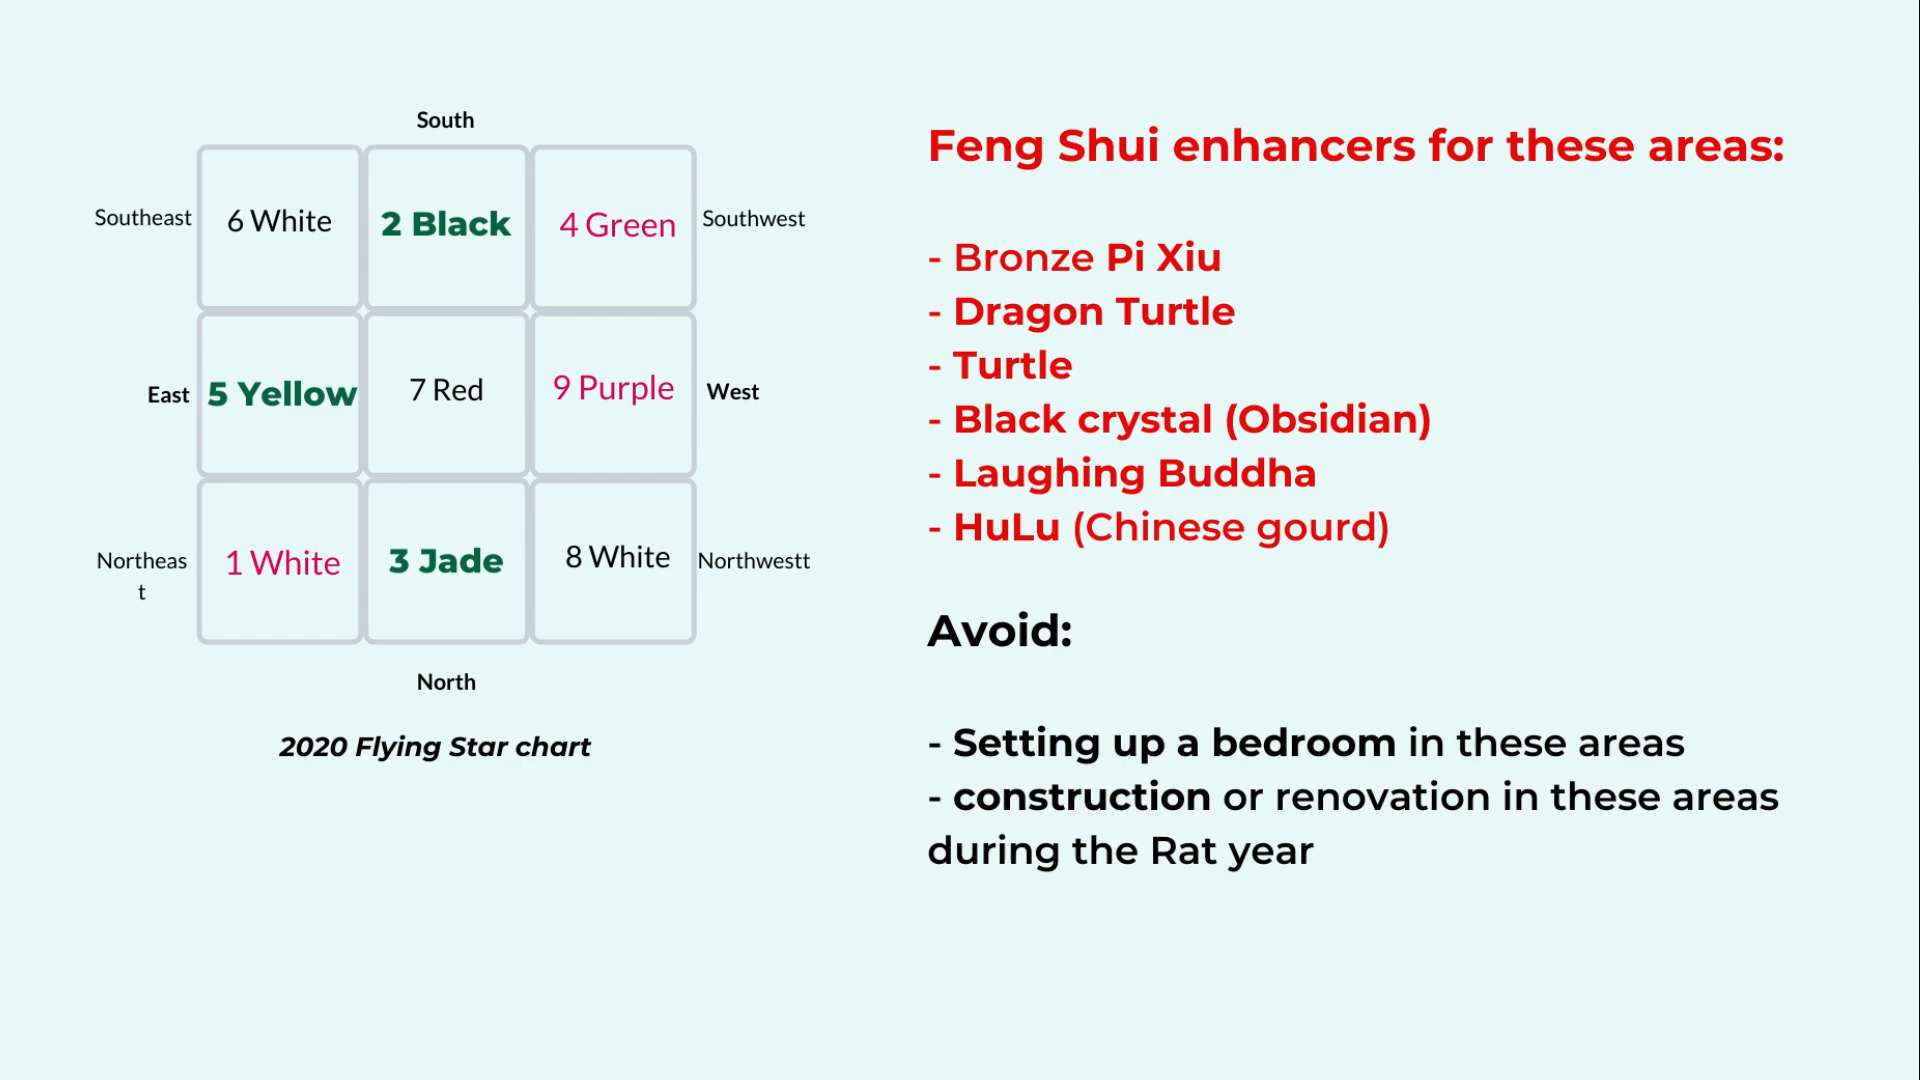 South
Southeast
6 White
2 Black
4 Green
Southwest
East
5 Yellow
7 Red
9 Purple
West
Northeas
t
1 White
3 Jade
8 White
Northwestt
North
2020 Flying Star chart
Feng Shui enhancers for these areas:
- Bronze Pi Xiu
- Dragon Turtle
- Turtle
- Black crystal (Obsidian)
- Laughing Buddha
- HuLu (Chinese gourd)
Avoid:
- Setting up a bedroom in these areas
- construction or renovation in these areas
during the Rat year